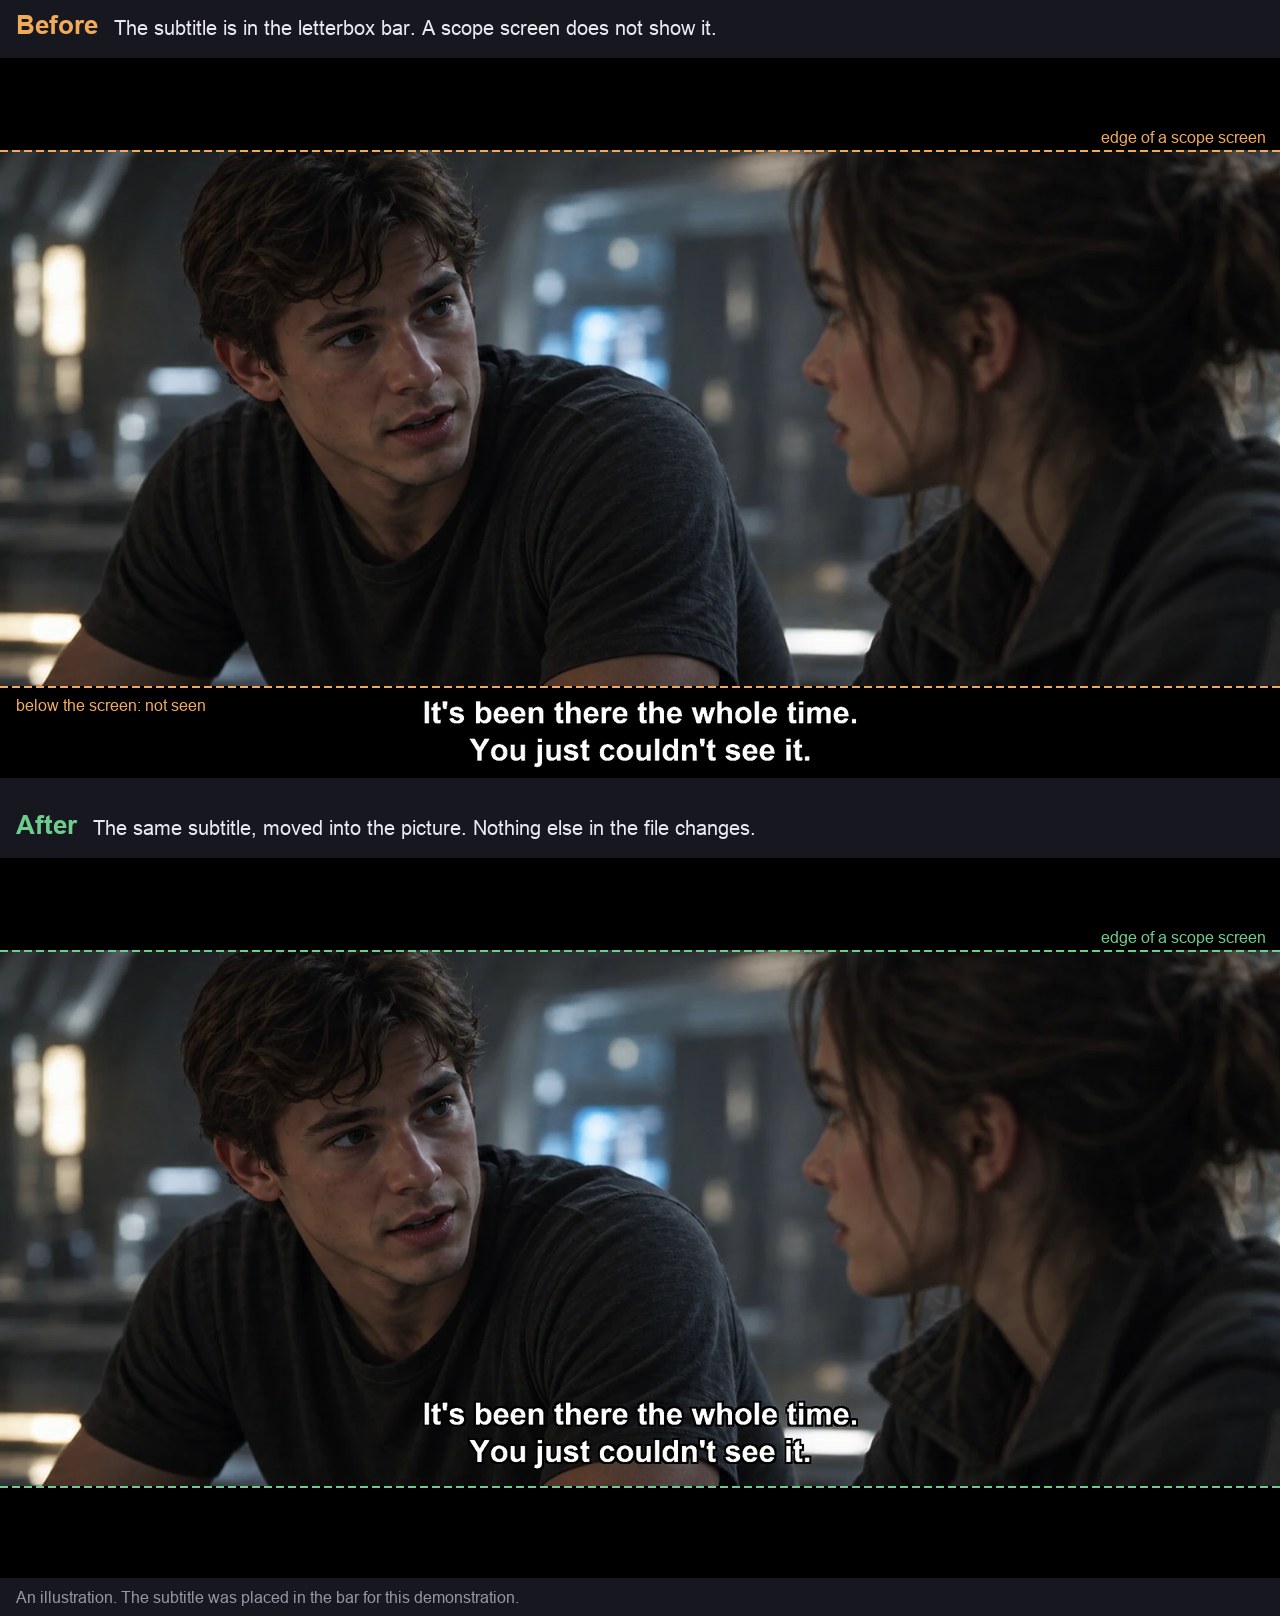 Before The subtitle is in the letterbox bar. A scope screen does not show it.
edge of a scope screen
below the screen: not seen
It's been there the whole time.
You just couldn't see it.
After The same subtitle, moved into the picture. Nothing else in the file changes.
edge of a scope screen
It's been there the whole time.
You just couldn't see it.
An illustration. The subtitle was placed in the bar for this demonstration.